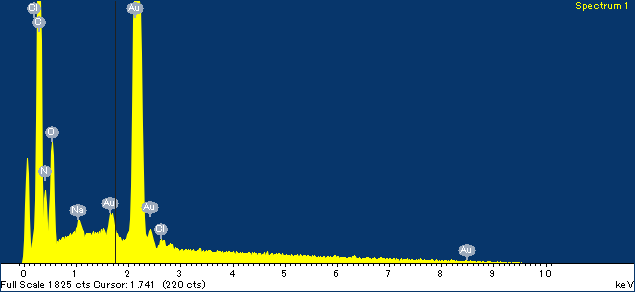 Spectrum 1
Cl Au
C
O
N
Na Au Au
Cl
Au
0 1 2 3 4 5 6 7 8 9 10
Full Scale 1825 cts Cursor: 1.741 (220 cts) keV